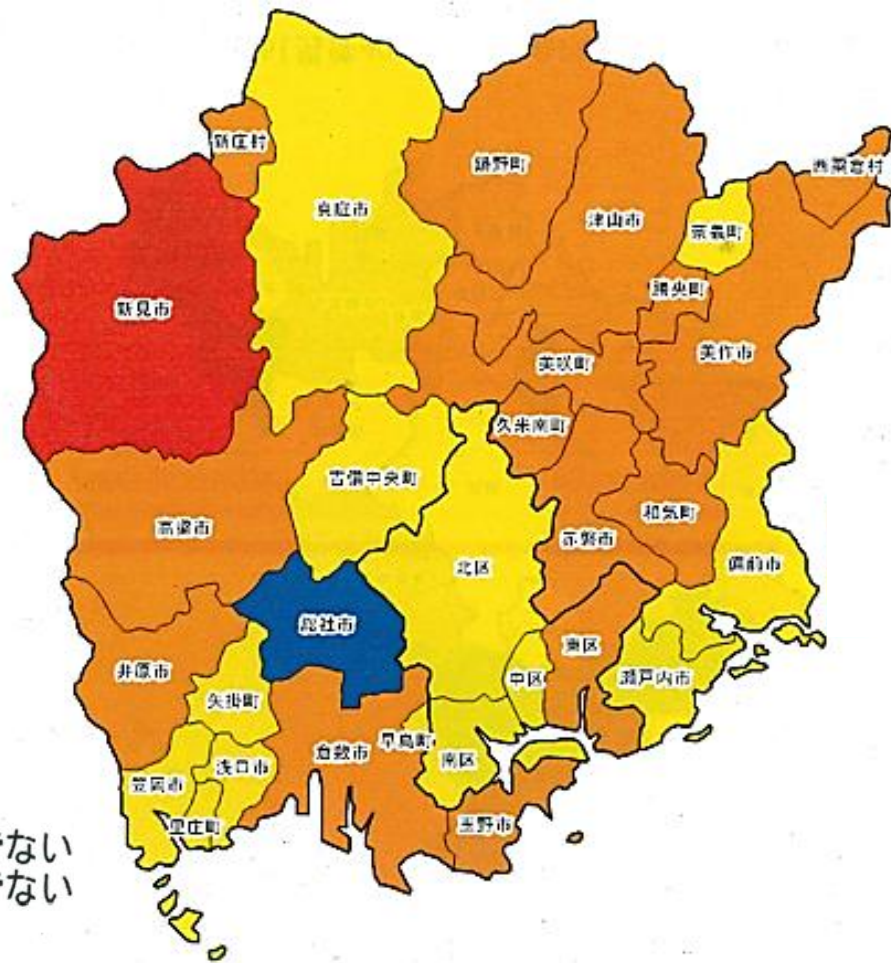 新庄村
真庭市
鏡野町
津山市
西粟倉村
奈義町
勝央町
新見市
美作市
美咲町
久米南町
吉備中央町
和気町
高梁市
赤磐市
備前市
北区
総社市
東区
井原市
中区
瀬戸内市
矢掛町
早島町
倉敷市
南区
浅口市
笠岡市
里庄町
玉野市
ない
ない